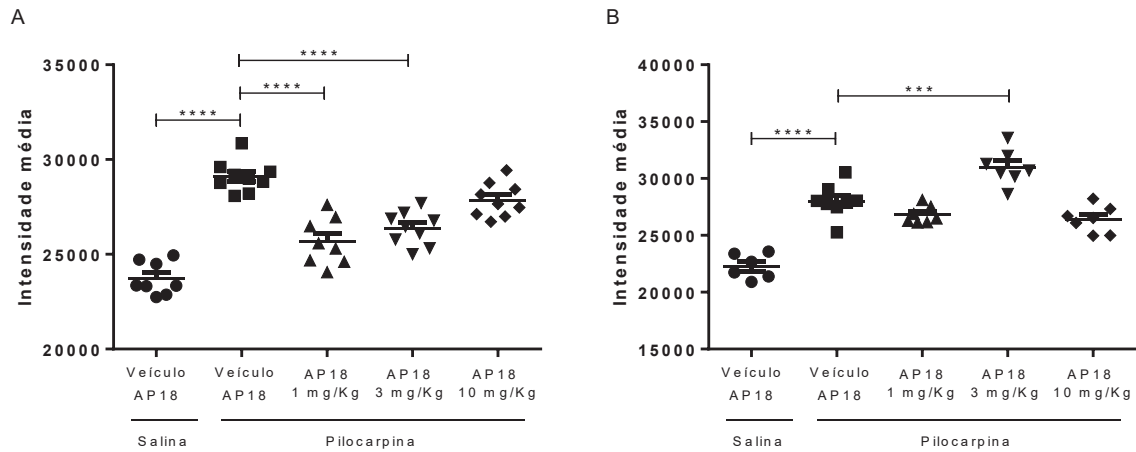 A
Intensidade média
35000
30000
25000
20000
****
****
****
Veículo AP18
Veículo AP18
AP18 1 mg/Kg
AP18 3 mg/Kg
AP18 10 mg/Kg
Salina
Pilocarpina
B
Intensidade média
40000
35000
30000
25000
20000
15000
***
****
Veículo AP18
Veículo AP18
AP18 1 mg/Kg
AP18 3 mg/Kg
AP18 10 mg/Kg
Salina
Pilocarpina